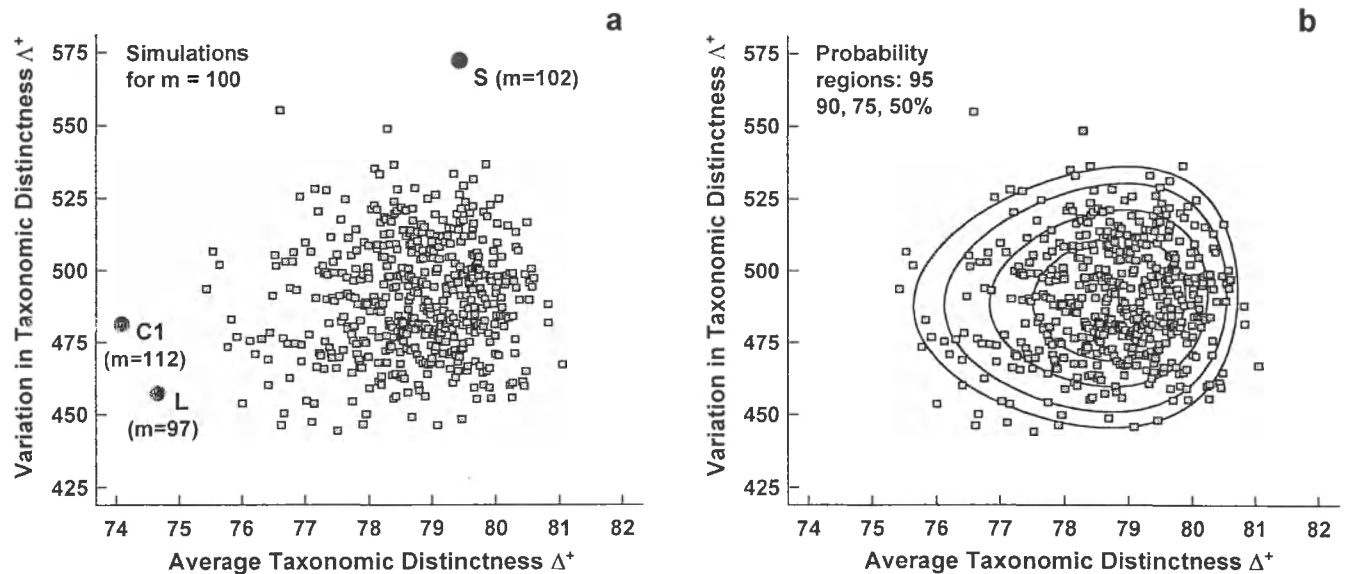 a
Variation in Taxonomic Distinctness Λ⁺
575
550
525
500
475
450
425
Simulations
for m = 100
S (m=102)
C1
(m=112)
L
(m=97)
74 75 76 77 78 79 80 81 82
Average Taxonomic Distinctness Δ⁺
b
Variation in Taxonomic Distinctness Λ⁺
575
550
525
500
475
450
425
Probability
regions: 95
90, 75, 50%
74 75 76 77 78 79 80 81 82
Average Taxonomic Distinctness Δ⁺